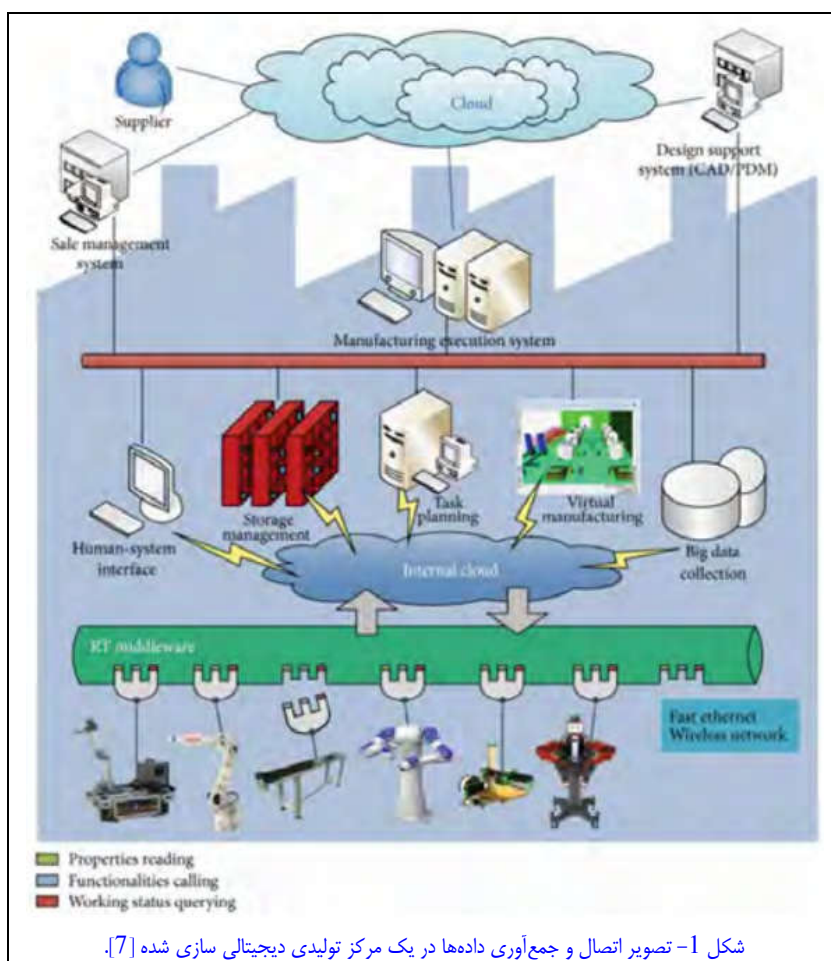 Cloud
Supplier
Design support
system (CAD/PDM)
Sale management
system
Manufacturing execution system
Storage
management
Task
planning
Virtual
manufacturing
Human-system
interface
Internal cloud
Big data
collection
RT middleware
Fast ethernet
Wireless network
Properties reading
Functionalities calling
Working status querying
شکل 1- تصویر اتصال و جمع‌آوری داده‌ها در یک مرکز تولیدی دیجیتالی سازی شده [7].